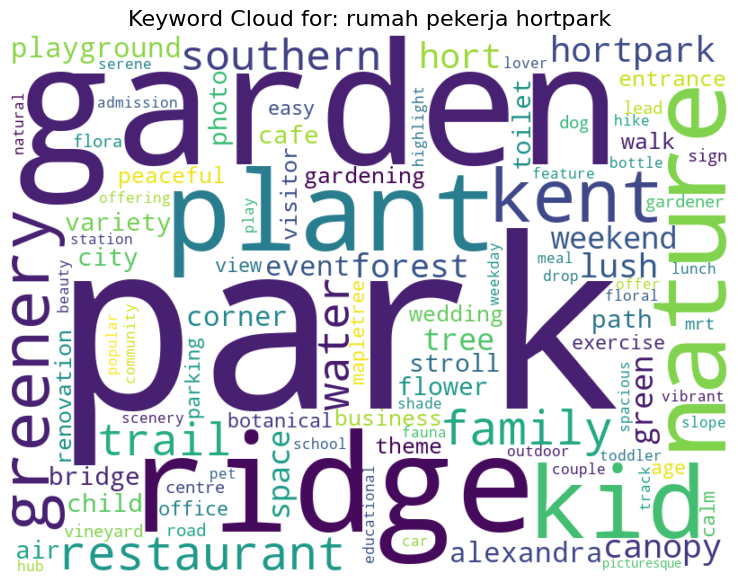 Keyword Cloud for: rumah pekerja hortpark
playground
southern
hort
hortpark
serene
lover
entrance
garden
natural
admission
photo
easy
highlight
toilet
lead
hike
nature
flora
cafe
dog
walk
sign
bottle
peaceful
visitor
gardening
feature
offering
plant
kent
variety
play
gardener
station
weekend
city
view
event
forest
weekday
meal
drop
lush
lunch
greenery
beauty
park
offer
floral
corner
water
mapletree
wedding
path
mrt
popular
community
tree
exercise
renovation
parking
stroll
green
spacious
flower
shade
vibrant
scenery
botanical
business
family
slope
trail
ridge
fauna
school
theme
outdoor
bridge
pet
space
educational
couple
toddler
age
centre
kid
track
calm
child
office
vineyard
road
car
air
restaurant
alexandra
canopy
hub
picturesque